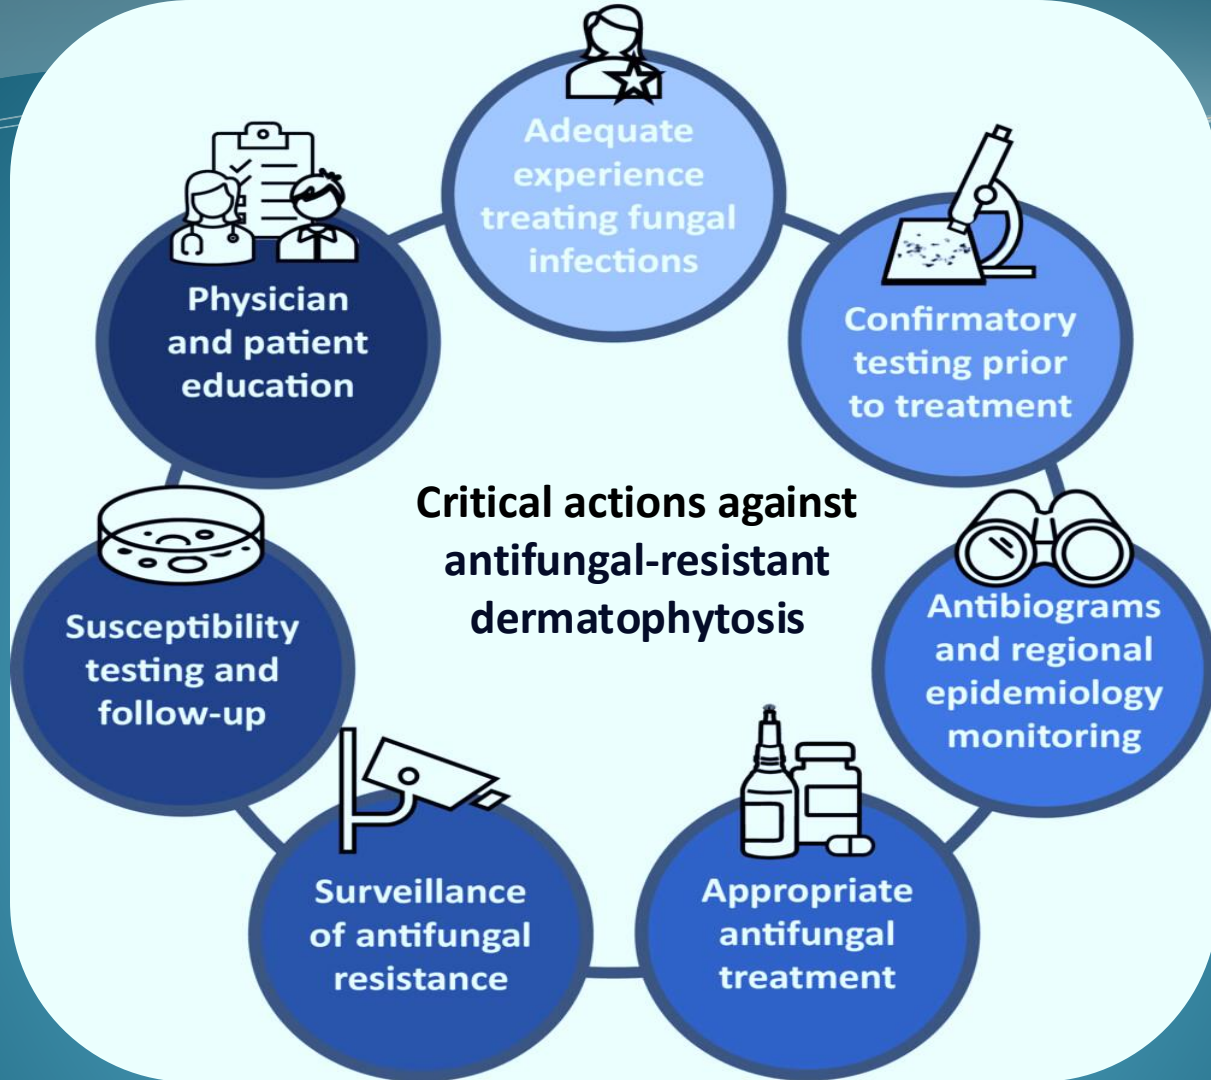 Adequate
experience
treating fungal
infections
Confirmatory
testing prior
to treatment
Antibiograms
and regional
epidemiology
monitoring
Appropriate
antifungal
treatment
Surveillance
of antifungal
resistance
Susceptibility
testing and
follow-up
Physician
and patient
education
Critical actions against
antifungal-resistant
dermatophytosis